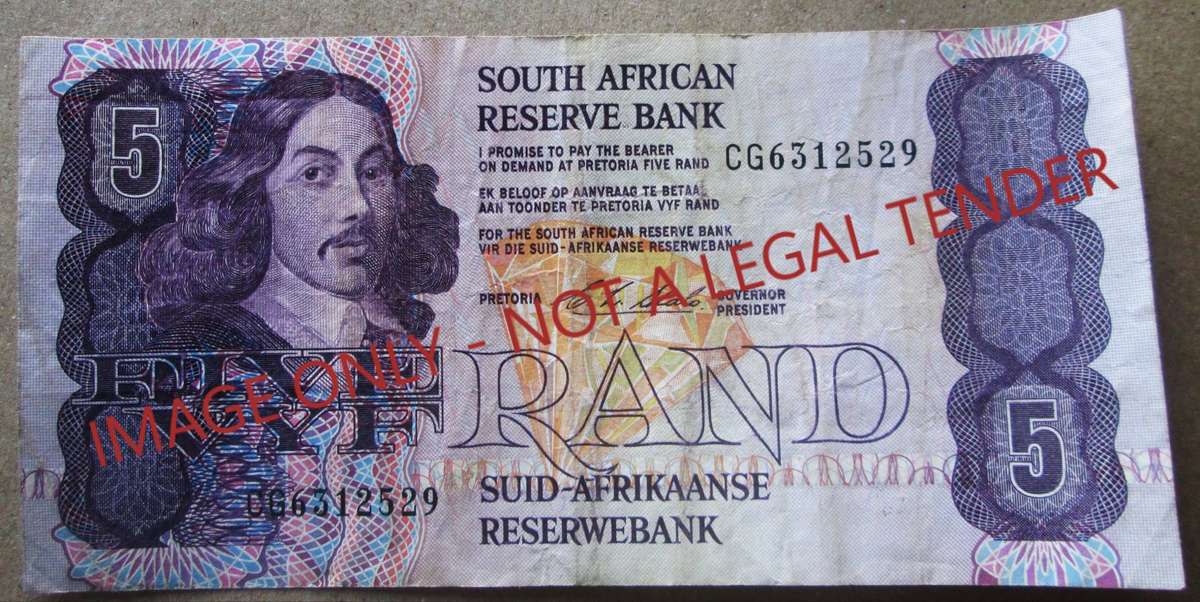 5
SOUTH AFRICAN
RESERVE BANK
I PROMISE TO PAY THE BEARER
ON DEMAND AT PRETORIA FIVE RAND
CG6312529
EK BELOOF OP AANVRAAG TE BETAAL
AAN TOONDER TE PRETORIA VYF RAND
FOR THE SOUTH AFRICAN RESERVE BANK
VIR DIE SUID-AFRIKAANSE RESERWEBANK
PRETORIA
GOVERNOR
PRESIDENT
IMAGE ONLY - NOT A LEGAL TENDER
FIVE
VYF
RAND
5
CG6312529
SUID-AFRIKAANSE
RESERWEBANK